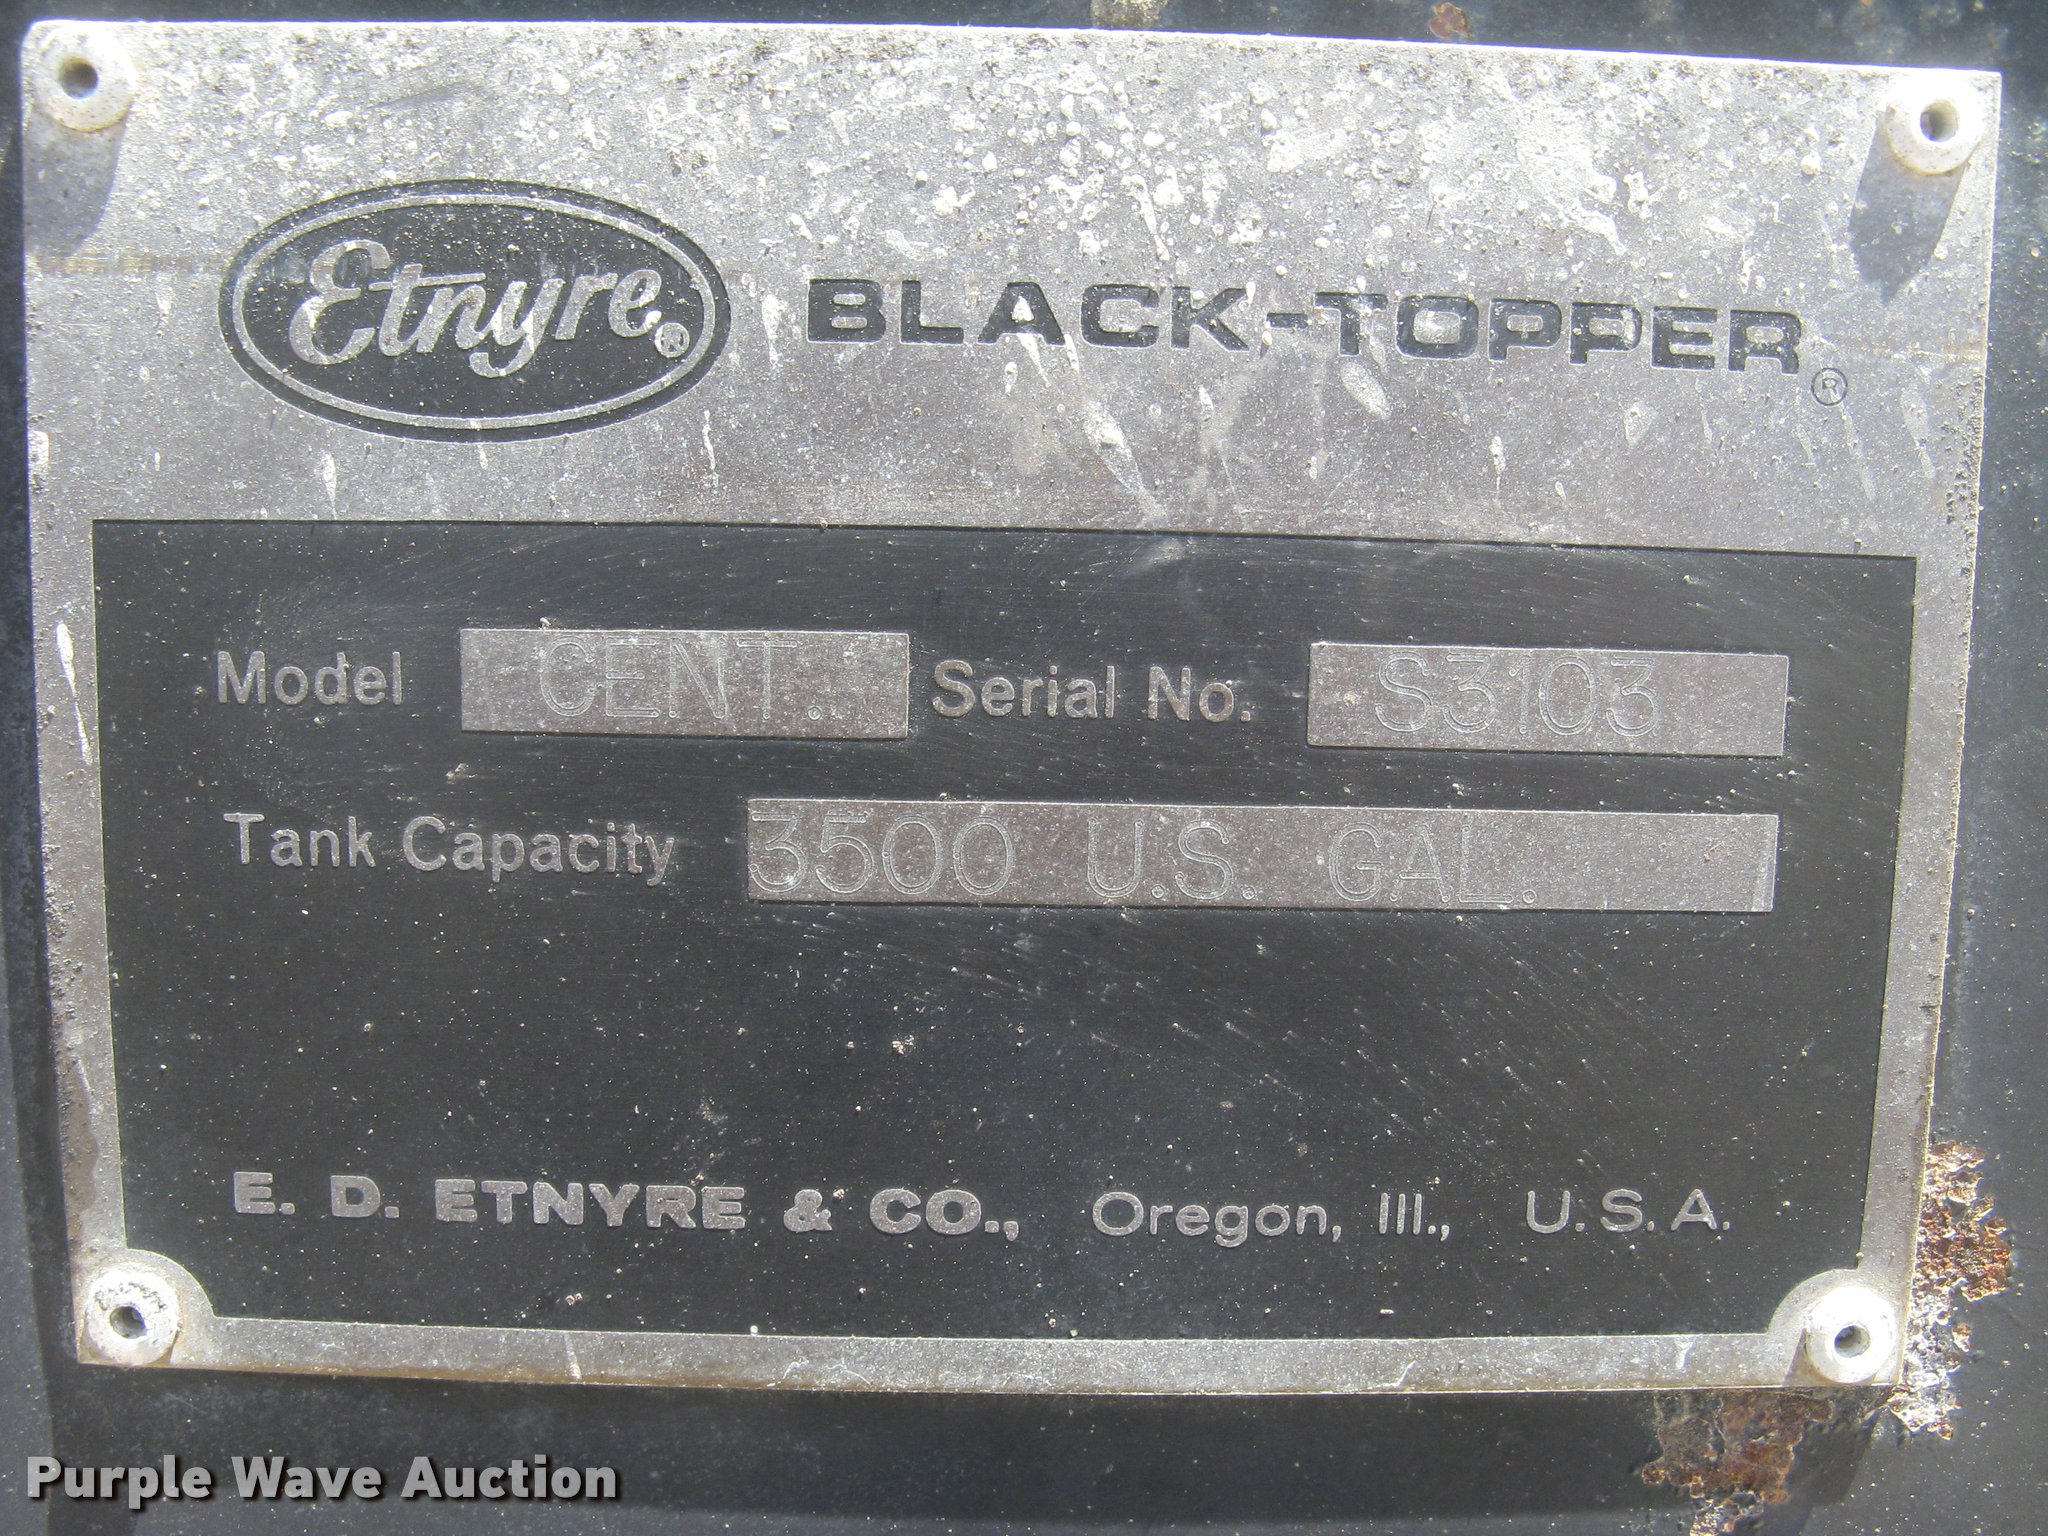 Etnyre® BLACK-TOPPER®
Model CENT. Serial No. S3103
Tank Capacity 3500 U.S. GAL.
E. D. ETNYRE & CO., Oregon, Ill., U.S.A.
Purple Wave Auction